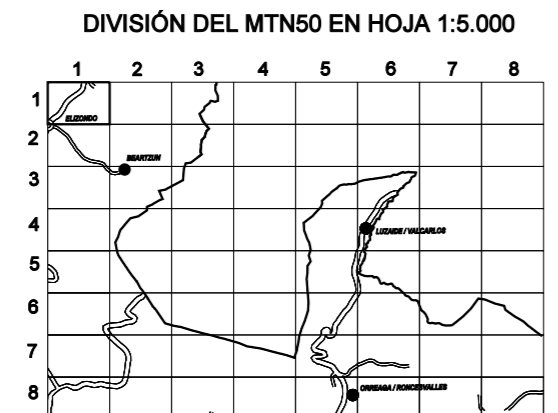 DIVISIÓN DEL MTN50 EN HOJA 1:5.000
1 2 3 4 5 6 7 8
1
ELIZONDO
2
BEARTZUN
3
4
LUZAIDE / VALCARLOS
5
6
7
8
ORREAGA / RONCESVALLES